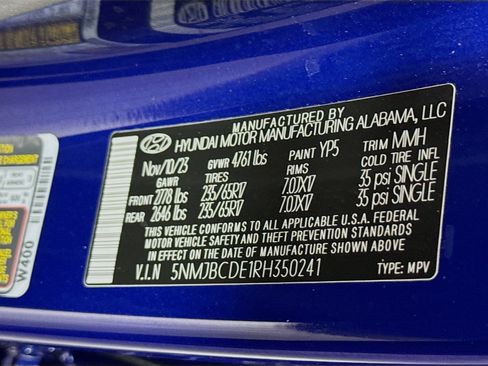 MANUFACTURED BY
HYUNDAI MOTOR MANUFACTURING ALABAMA, LLC
Nov/10/23 GVWR 4761 lbs PAINT YP5 TRIM MMH
GAWR TIRES RIMS COLD TIRE INFL
FRONT 2778 lbs 235/65R17 7.0JX17 35 psi SINGLE
REAR 2646 lbs 235/65R17 7.0JX17 35 psi SINGLE
THIS VEHICLE CONFORMS TO ALL APPLICABLE U.S.A. FEDERAL
MOTOR VEHICLE SAFETY AND THEFT PREVENTION STANDARDS
IN EFFECT ON THE DATE OF MANUFACTURE SHOWN ABOVE
V.I.N 5NMJBCDE1RH350241 TYPE: MPV
W400